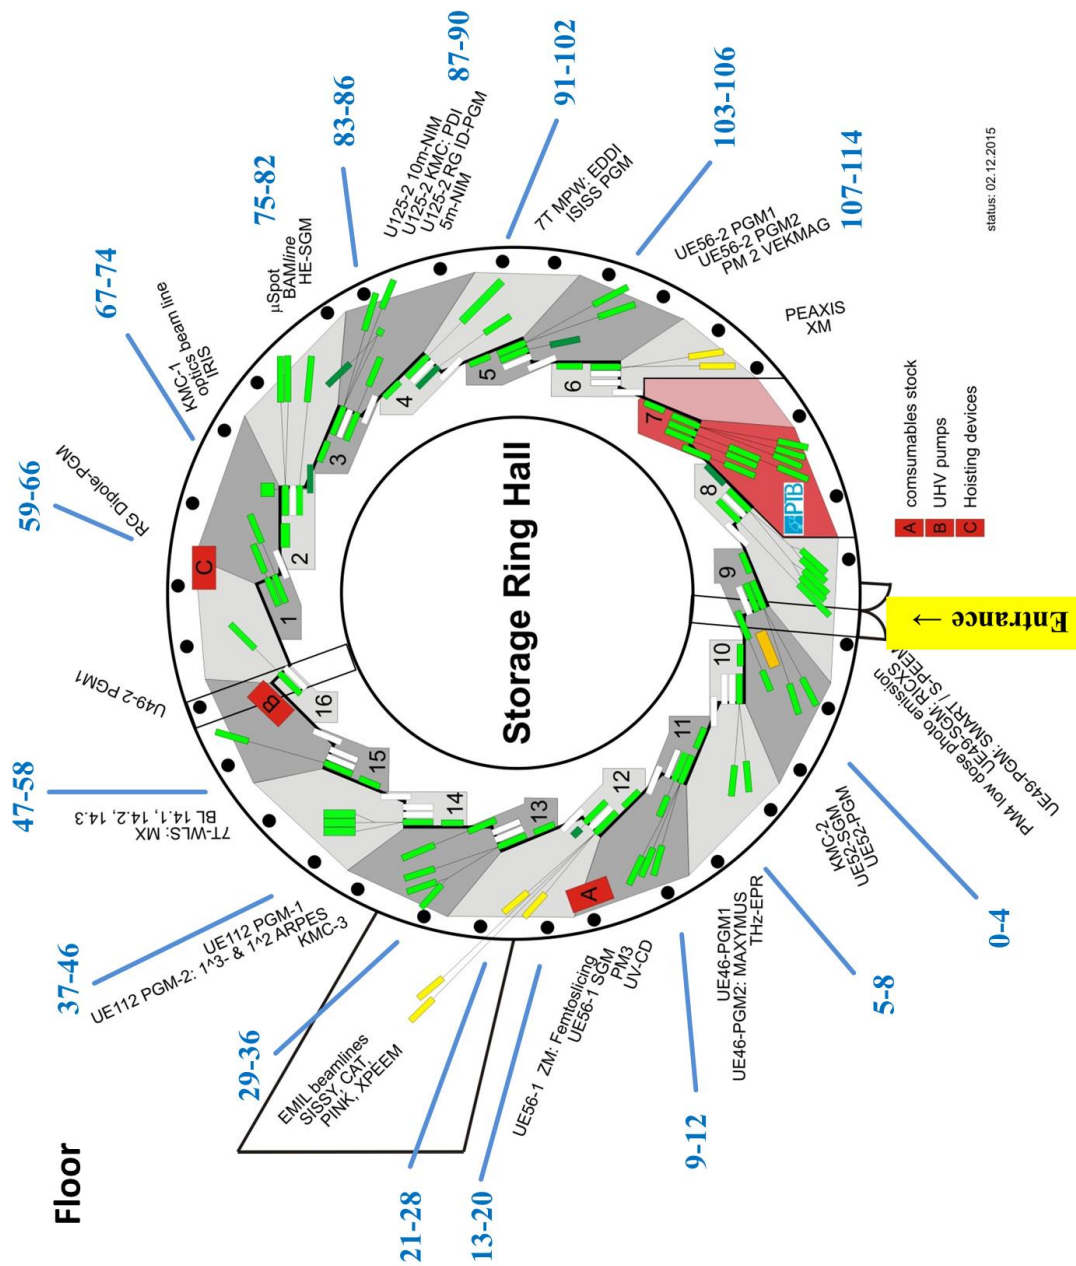 Floor
59-66
67-74
75-82
83-86
87-90
91-102
103-106
107-114
47-58
37-46
29-36
21-28
13-20
9-12
5-8
0-4
U49-2 PGM1
RG Dipole-PGM
KMC-1
optics beam line
IRIS
µSpot
BAMline
HE-SGM
U125-2 10m-NIM
U125-2 KMC: PDI
U125-2 RG ID-PGM
5m-NIM
7T MPW: EDDI
ISISS PGM
UE56-2 PGM1
UE56-2 PGM2
PM 2 VEKMAG
PEAXIS
XM
7T-WLS: MX
BL 14.1, 14.2, 14.3
UE112 PGM-1
UE112 PGM-2: 1^3- & 1^2 ARPES
KMC-3
EMIL beamlines
SISSY, CAT,
PINK, XPEEM
UE56-1 ZM: Femtoslicing
UE56-1 SGM
PM3
UV-CD
UE46-PGM1
UE46-PGM2: MAXYMUS
THz-EPR
KMC-2
UE52-SGM
UE52-PGM
PM4 low dose photo emission
UE49-SGM: RICXS
UE49-PGM: SMART / S-PEEM
Storage Ring Hall
1
2
3
4
5
6
7
8
9
10
11
12
13
14
15
16
A
B
C
PTB
Entrance →
A comsumables stock
B UHV pumps
C Hoisting devices
status: 02.12.2015